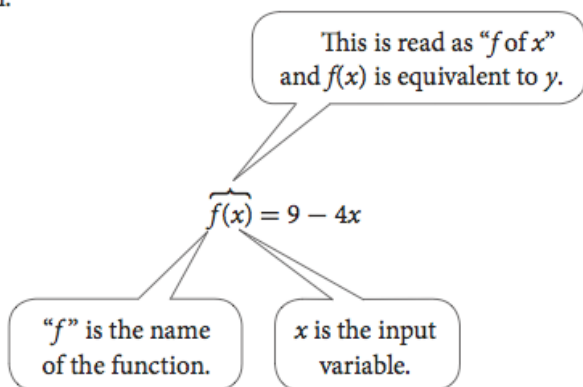 This is read as “f of x”
and f(x) is equivalent to y.
f(x) = 9 – 4x
“f” is the name
of the function.
x is the input
variable.